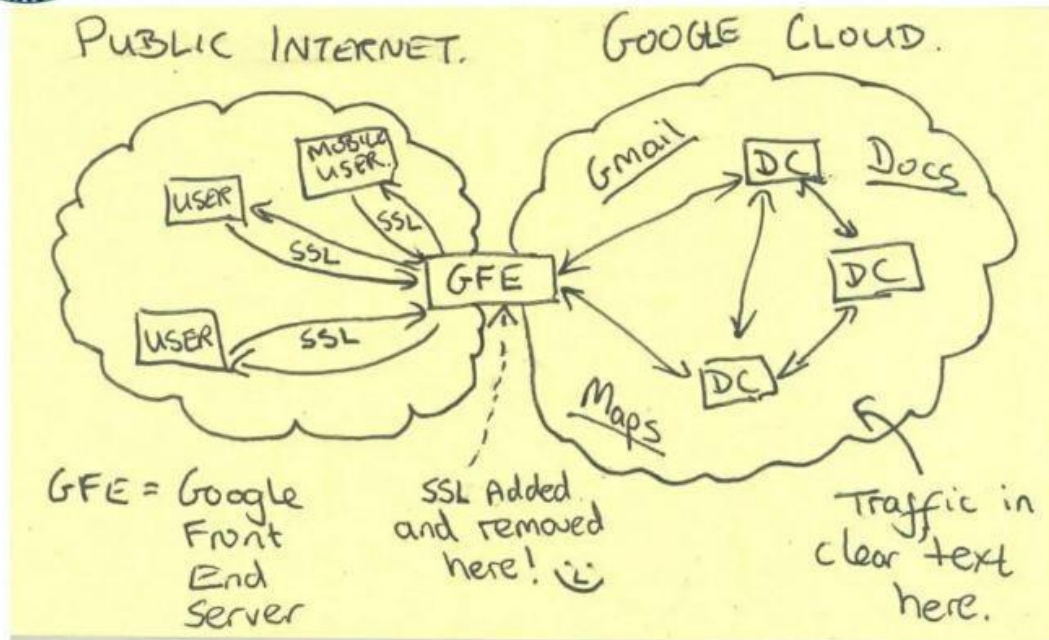 PUBLIC INTERNET.
GOOGLE CLOUD.
MOBILE
USER.
USER
SSL
SSL
USER
SSL
GFE
Gmail
DC
Docs
DC
DC
Maps
GFE = Google
Front
End
Server
SSL Added
and removed
here!
Traffic in
clear text
here.